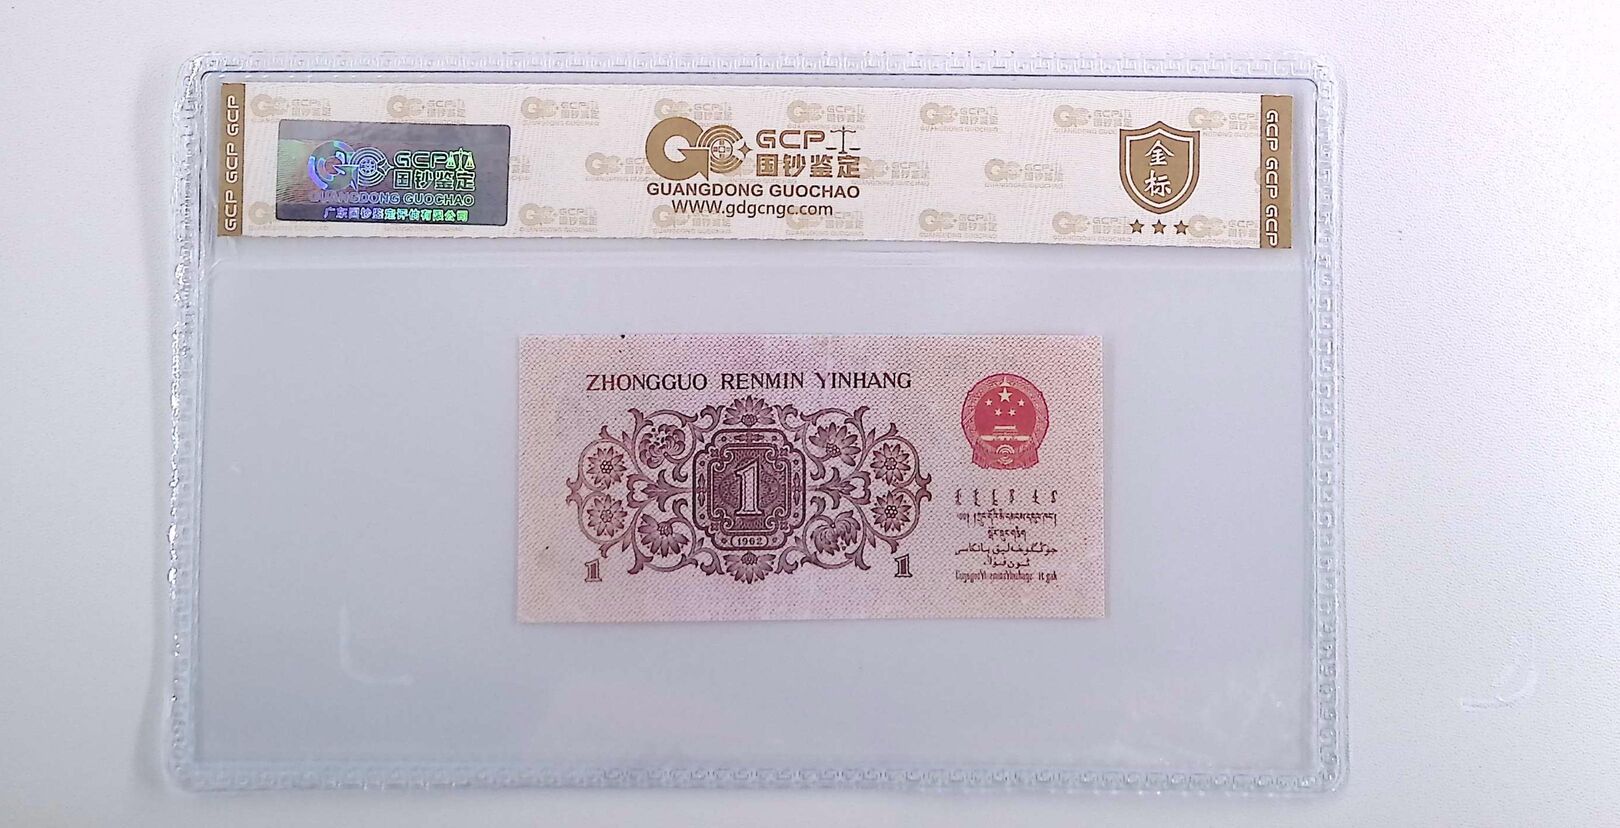 GCP GCP GCP
GCP
国钞鉴定
GUANGDONG GUOCHAO
广东国钞鉴定评估有限公司
GCP
国钞鉴定
GUANGDONG GUOCHAO
WWW.gdgcngc.com
金标
GCP GCP GCP
ZHONGGUO RENMIN YINHANG
1
(1962)
1
1